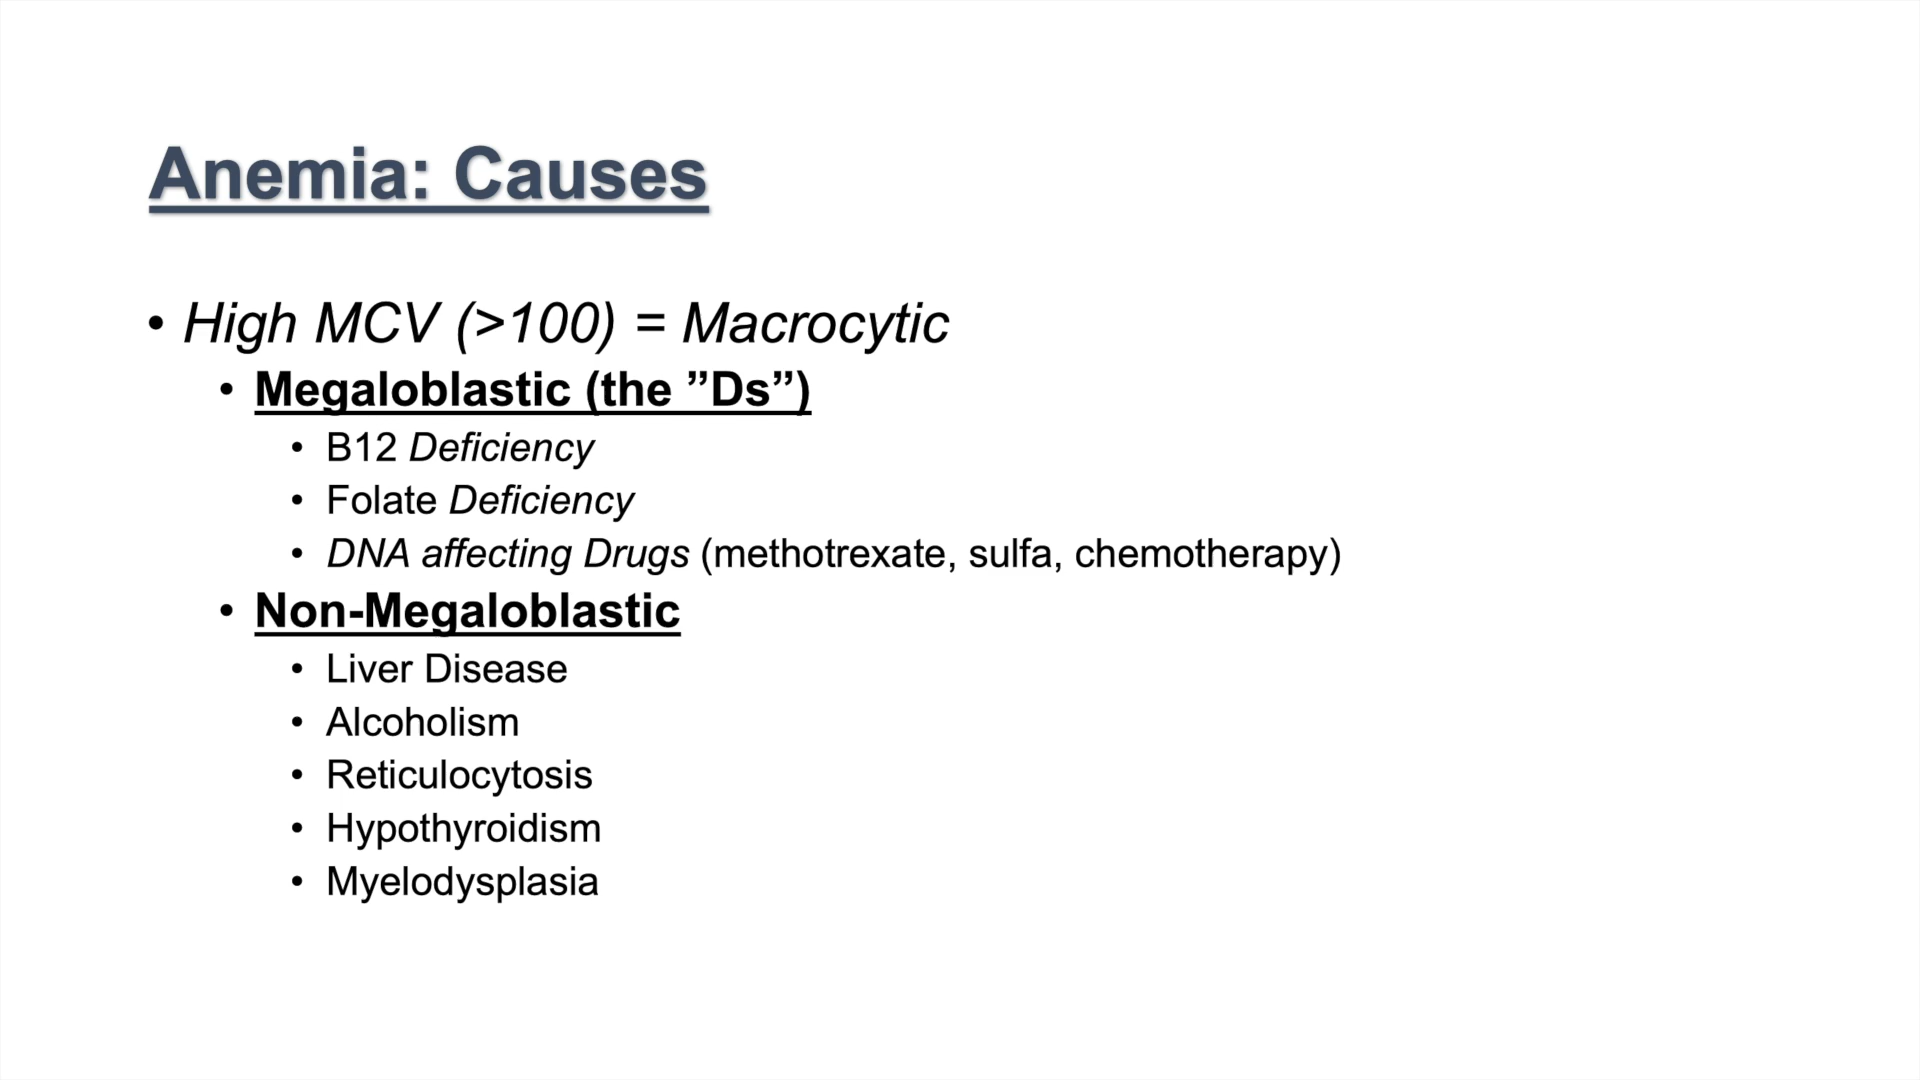 Anemia: Causes
• High MCV (>100) = Macrocytic
• Megaloblastic (the ”Ds”)
• B12 Deficiency
• Folate Deficiency
• DNA affecting Drugs (methotrexate, sulfa, chemotherapy)
• Non-Megaloblastic
• Liver Disease
• Alcoholism
• Reticulocytosis
• Hypothyroidism
• Myelodysplasia